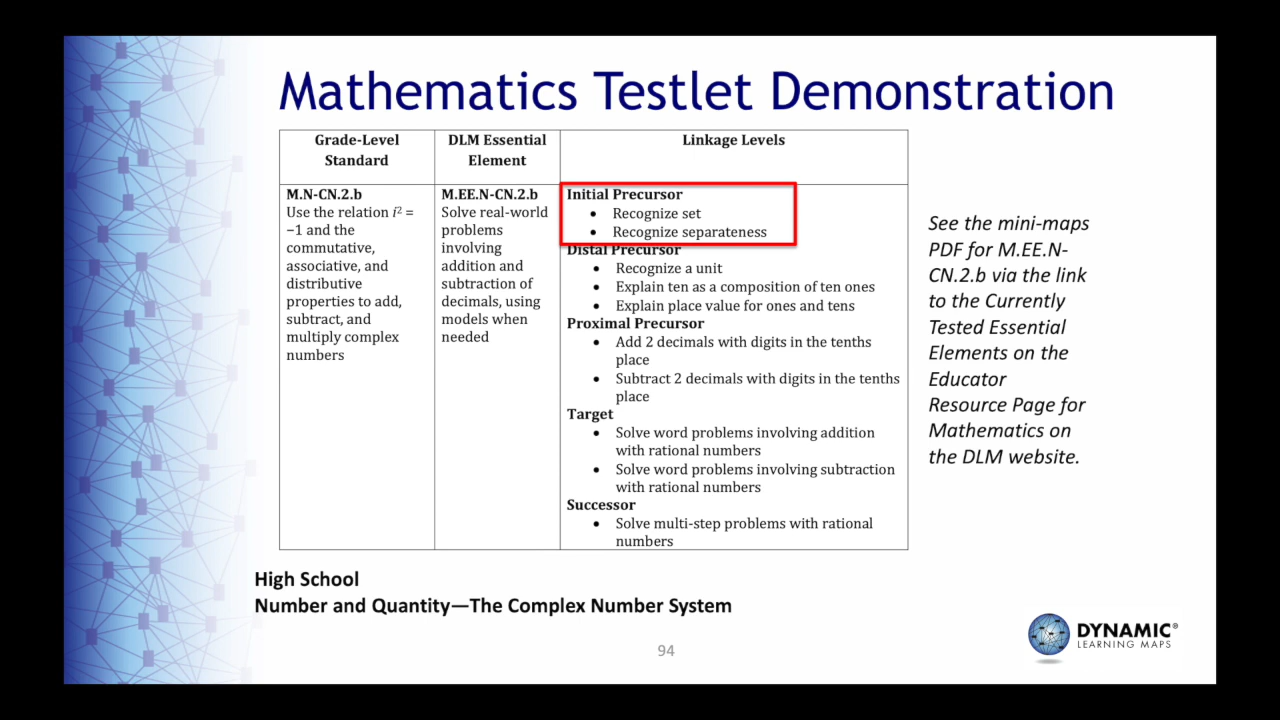 Mathematics Testlet Demonstration
Grade-Level
Standard
DLM Essential
Element
Linkage Levels
M.N-CN.2.b
Use the relation i² =
−1 and the
commutative,
associative, and
distributive
properties to add,
subtract, and
multiply complex
numbers
M.EE.N-CN.2.b
Solve real-world
problems
involving
addition and
subtraction of
decimals, using
models when
needed
Initial Precursor
• Recognize set
• Recognize separateness
Distal Precursor
• Recognize a unit
• Explain ten as a composition of ten ones
• Explain place value for ones and tens
Proximal Precursor
• Add 2 decimals with digits in the tenths
place
• Subtract 2 decimals with digits in the tenths
place
Target
• Solve word problems involving addition
with rational numbers
• Solve word problems involving subtraction
with rational numbers
Successor
• Solve multi-step problems with rational
numbers
See the mini-maps
PDF for M.EE.N-
CN.2.b via the link
to the Currently
Tested Essential
Elements on the
Educator
Resource Page for
Mathematics on
the DLM website.
High School
Number and Quantity—The Complex Number System
94
DYNAMIC®
LEARNING MAPS